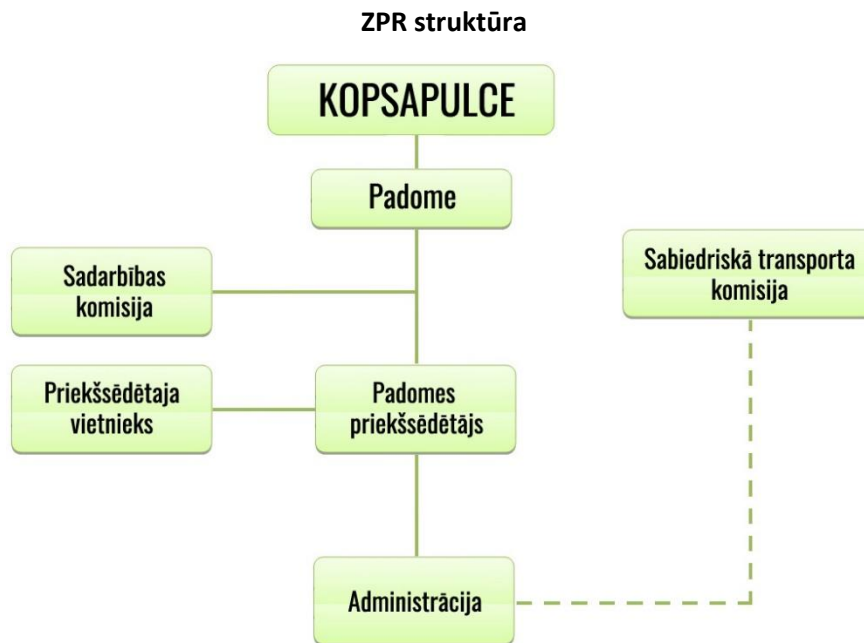 ZPR struktūra
KOPSAPULCE
Padome
Sadarbības
komisija
Sabiedriskā transporta
komisija
Priekšsēdētaja
vietnieks
Padomes
priekšsēdētājs
Administrācija